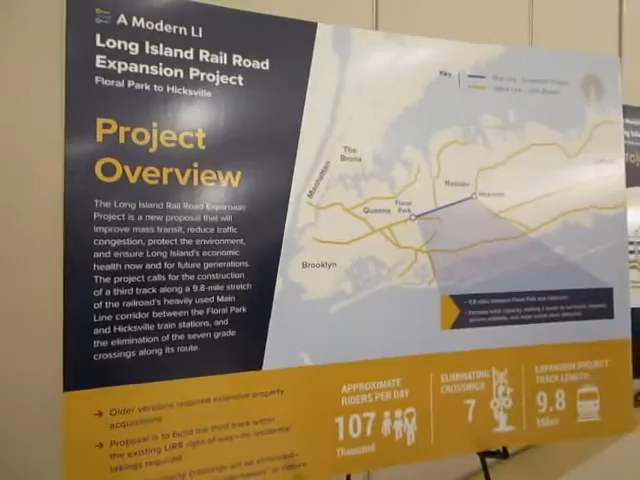 A Modern LI
Long Island Rail Road
Expansion Project
Floral Park to Hicksville
Project
Overview
The Long Island Rail Road Expansion
Project is a new proposal that will
improve mass transit, reduce traffic
congestion, protect the environment,
and ensure Long Island's economic
health now and for future generations.
The project calls for the construction
of a third track along a 9.8-mile stretch
of the railroad's heavily used Main
Line corridor between the Floral Park
and Hicksville train stations, and
the elimination of the seven grade
crossings along its route.
Key
The
Bronx
Manhattan
Nassau
Hicksville
Queens
Floral
Park
Brooklyn
→ Older versions required extensive property
acquisitions
→ Proposal is to build the third track within
the existing LIRR right-of-way—no residential
takings required
crossings will be eliminated—
APPROXIMATE
RIDERS PER DAY
107
Thousand
ELIMINATING
CROSSINGS
7
EXPANSION PROJECT
TRACK LENGTH
9.8
Miles